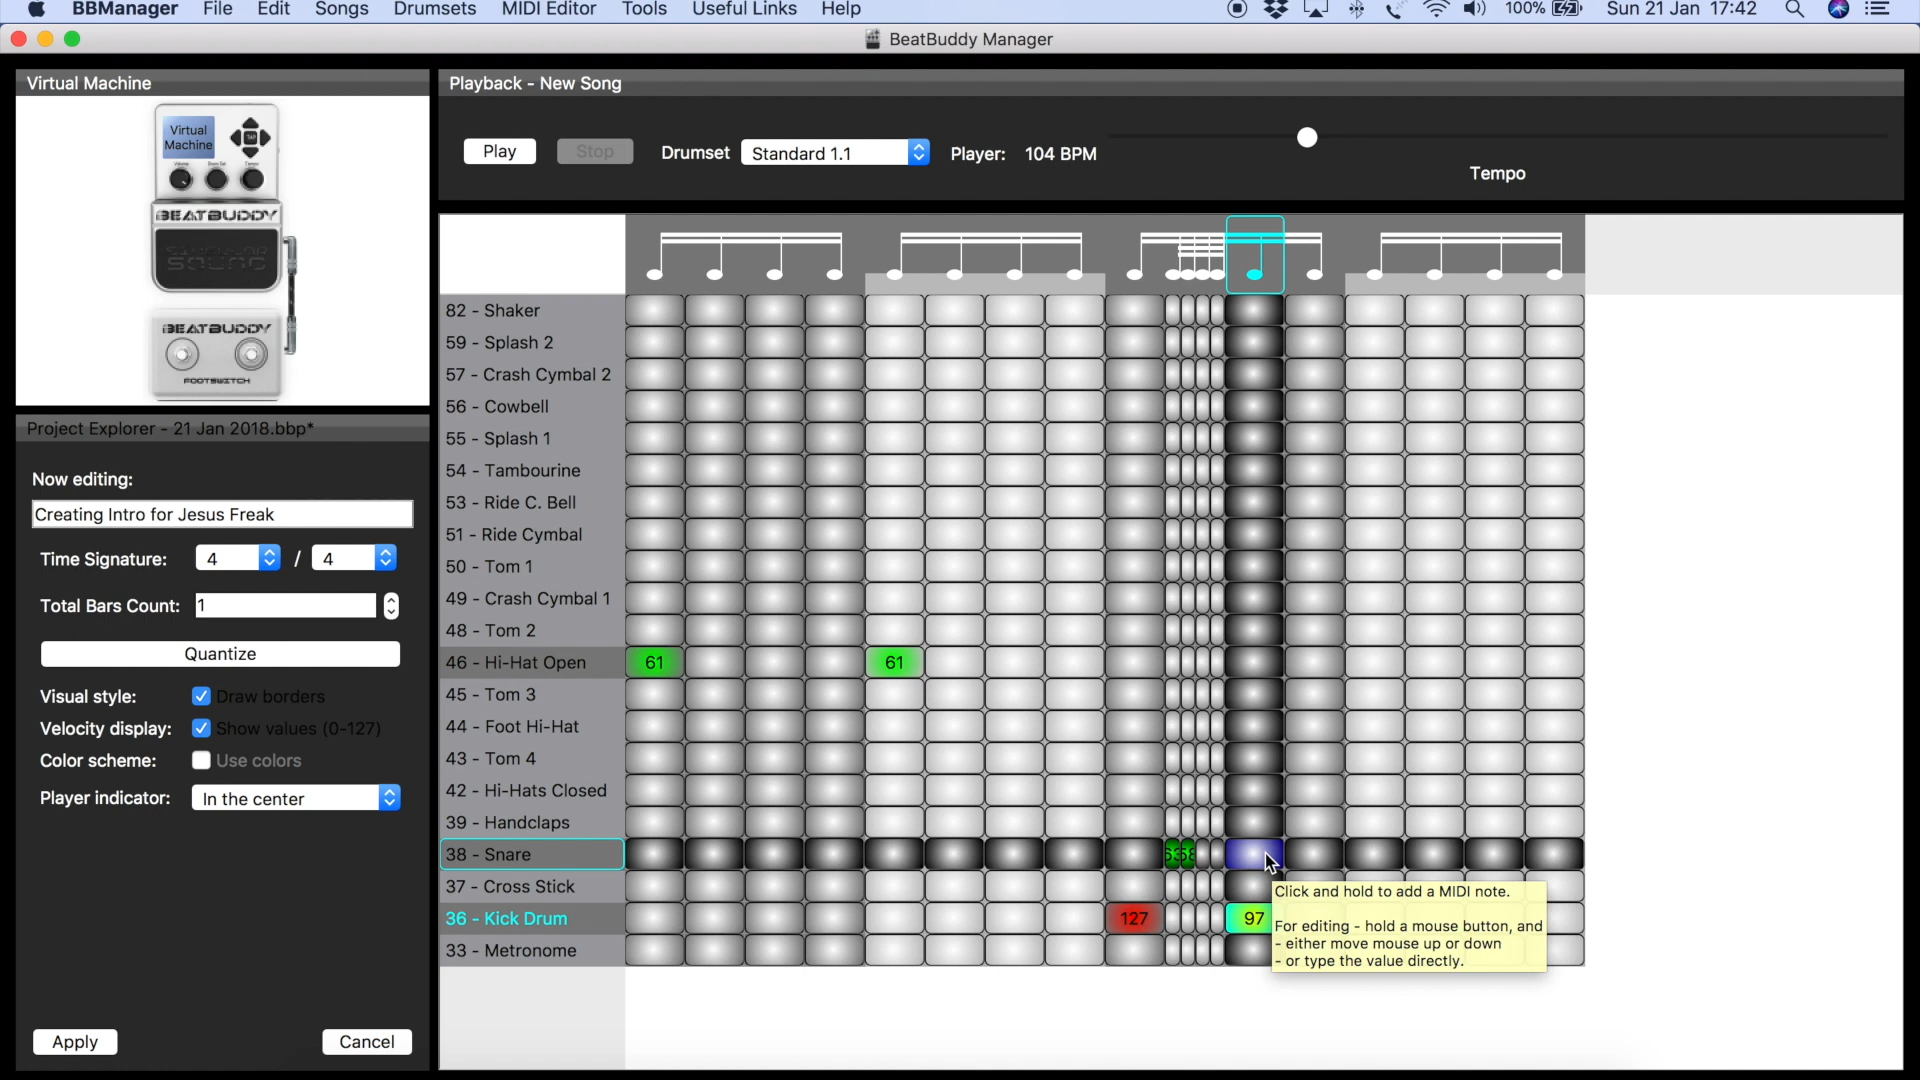 BBManager File Edit Songs Drumsets MIDI Editor Tools Useful Links Help 100% Sun 21 Jan 17:42
BeatBuddy Manager
Virtual Machine
Virtual
Machine
Volume Drum Set Tempo
TAP
BEATBUDDY
SINGULAR
SOUND
BEATBUDDY
FOOTSWITCH
Project Explorer - 21 Jan 2018.bbp*
Now editing:
Creating Intro for Jesus Freak
Time Signature: 4 / 4
Total Bars Count: 1
Quantize
Visual style: Draw borders
Velocity display: Show values (0-127)
Color scheme: Use colors
Player indicator: In the center
Apply Cancel
Playback - New Song
Play Stop Drumset Standard 1.1 Player: 104 BPM
Tempo
82 - Shaker
59 - Splash 2
57 - Crash Cymbal 2
56 - Cowbell
55 - Splash 1
54 - Tambourine
53 - Ride C. Bell
51 - Ride Cymbal
50 - Tom 1
49 - Crash Cymbal 1
48 - Tom 2
46 - Hi-Hat Open 61 61
45 - Tom 3
44 - Foot Hi-Hat
43 - Tom 4
42 - Hi-Hats Closed
39 - Handclaps
38 - Snare
37 - Cross Stick
36 - Kick Drum 127 97
33 - Metronome
Click and hold to add a MIDI note.
For editing - hold a mouse button, and
- either move mouse up or down
- or type the value directly.